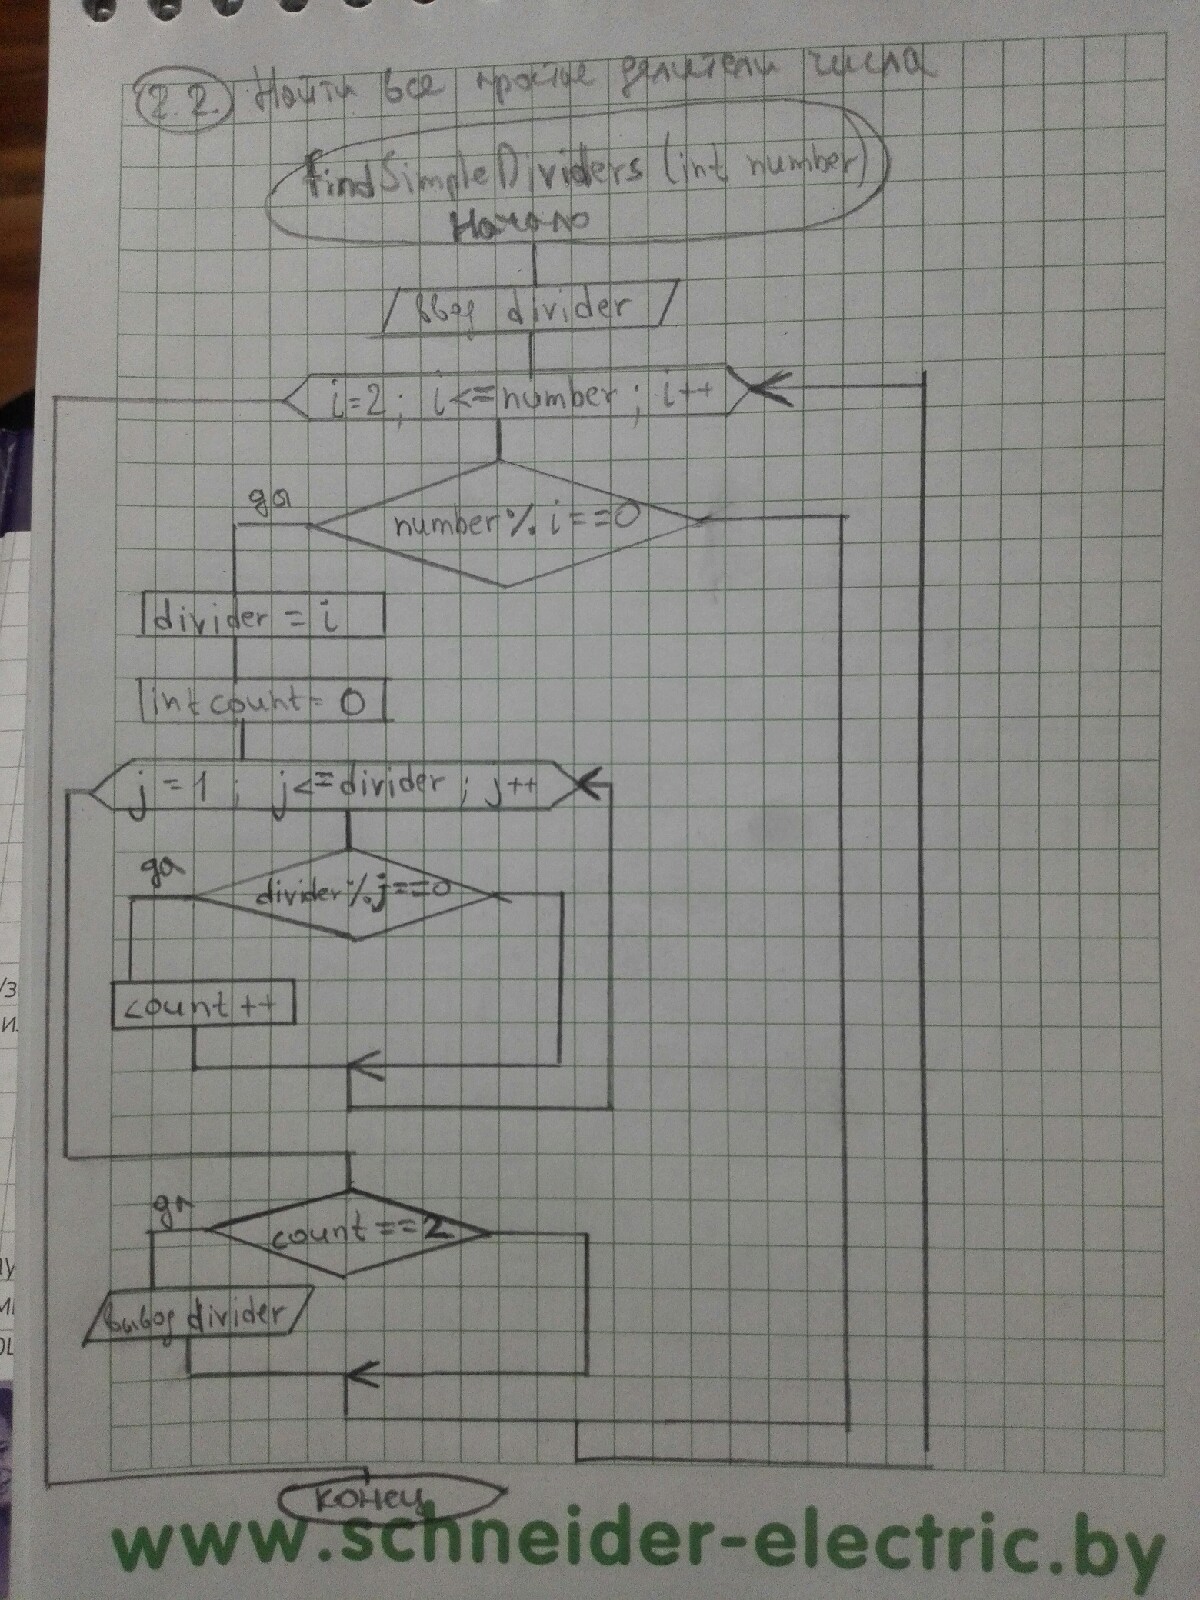 2.2. Найти все простые делители числа
findSimpleDividers (int number)
Начало
ввод divider
i=2; i<=number; i++
да
number % i==0
divider = i
int count = 0
j=1; j<=divider; j++
да
divider % j==0
count ++
да
count==2
вывод divider
конец
www.schneider-electric.by